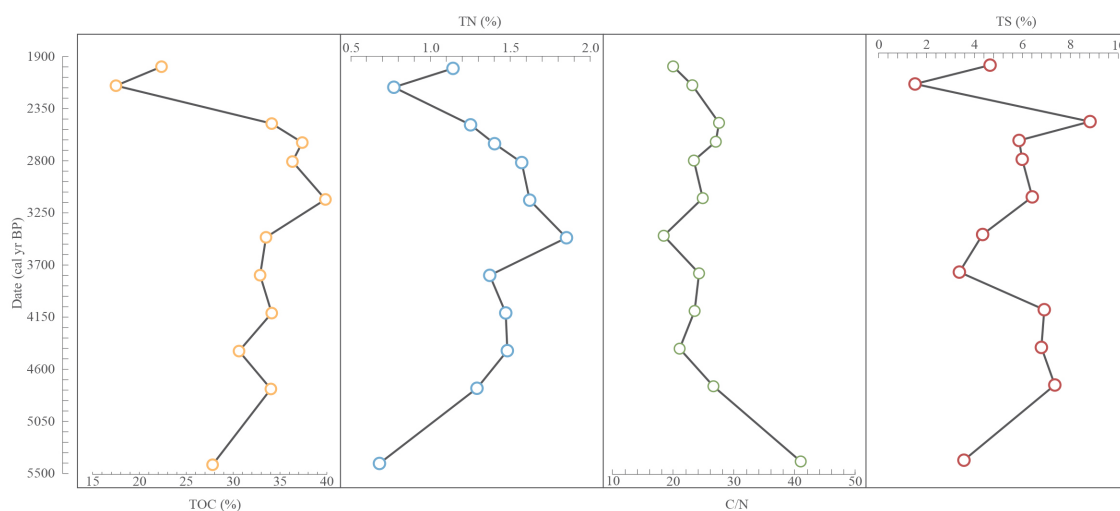 TN (%)
TS (%)
0.5 1.0 1.5 2.0
0 2 4 6 8 10
Date (cal yr BP)
1900
2350
2800
3250
3700
4150
4600
5050
5500
15 20 25 30 35 40
10 20 30 40 50
TOC (%)
C/N